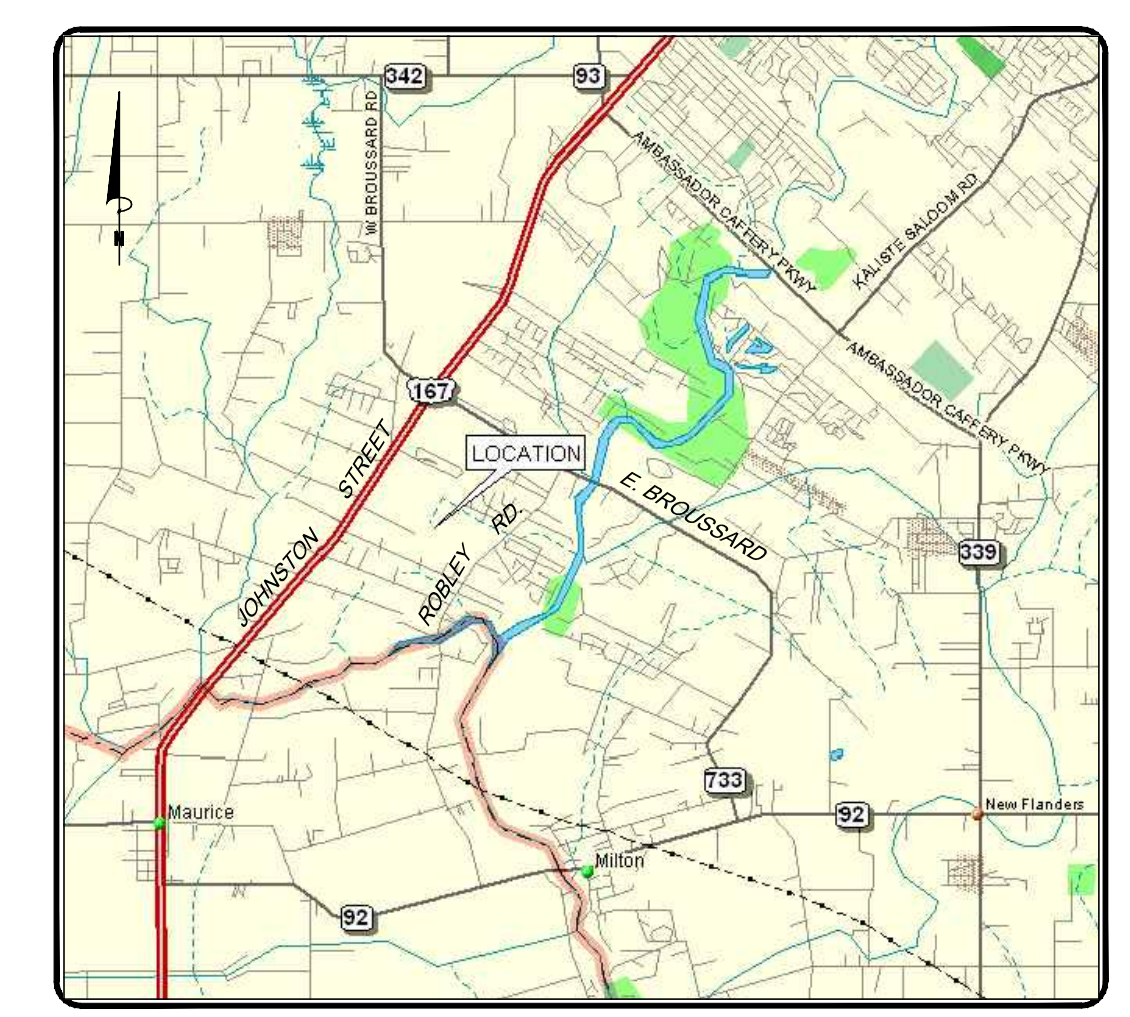 342
93
W BROUSSARD RD
AMBASSADOR CAFFERY PKWY
KALISTE SALOOM RD
N
167
AMBASSADOR CAFFERY PKWY
LOCATION
JOHNSTON STREET
ROBLEY RD.
E. BROUSSARD
339
733
Maurice
92
New Flanders
Milton
92